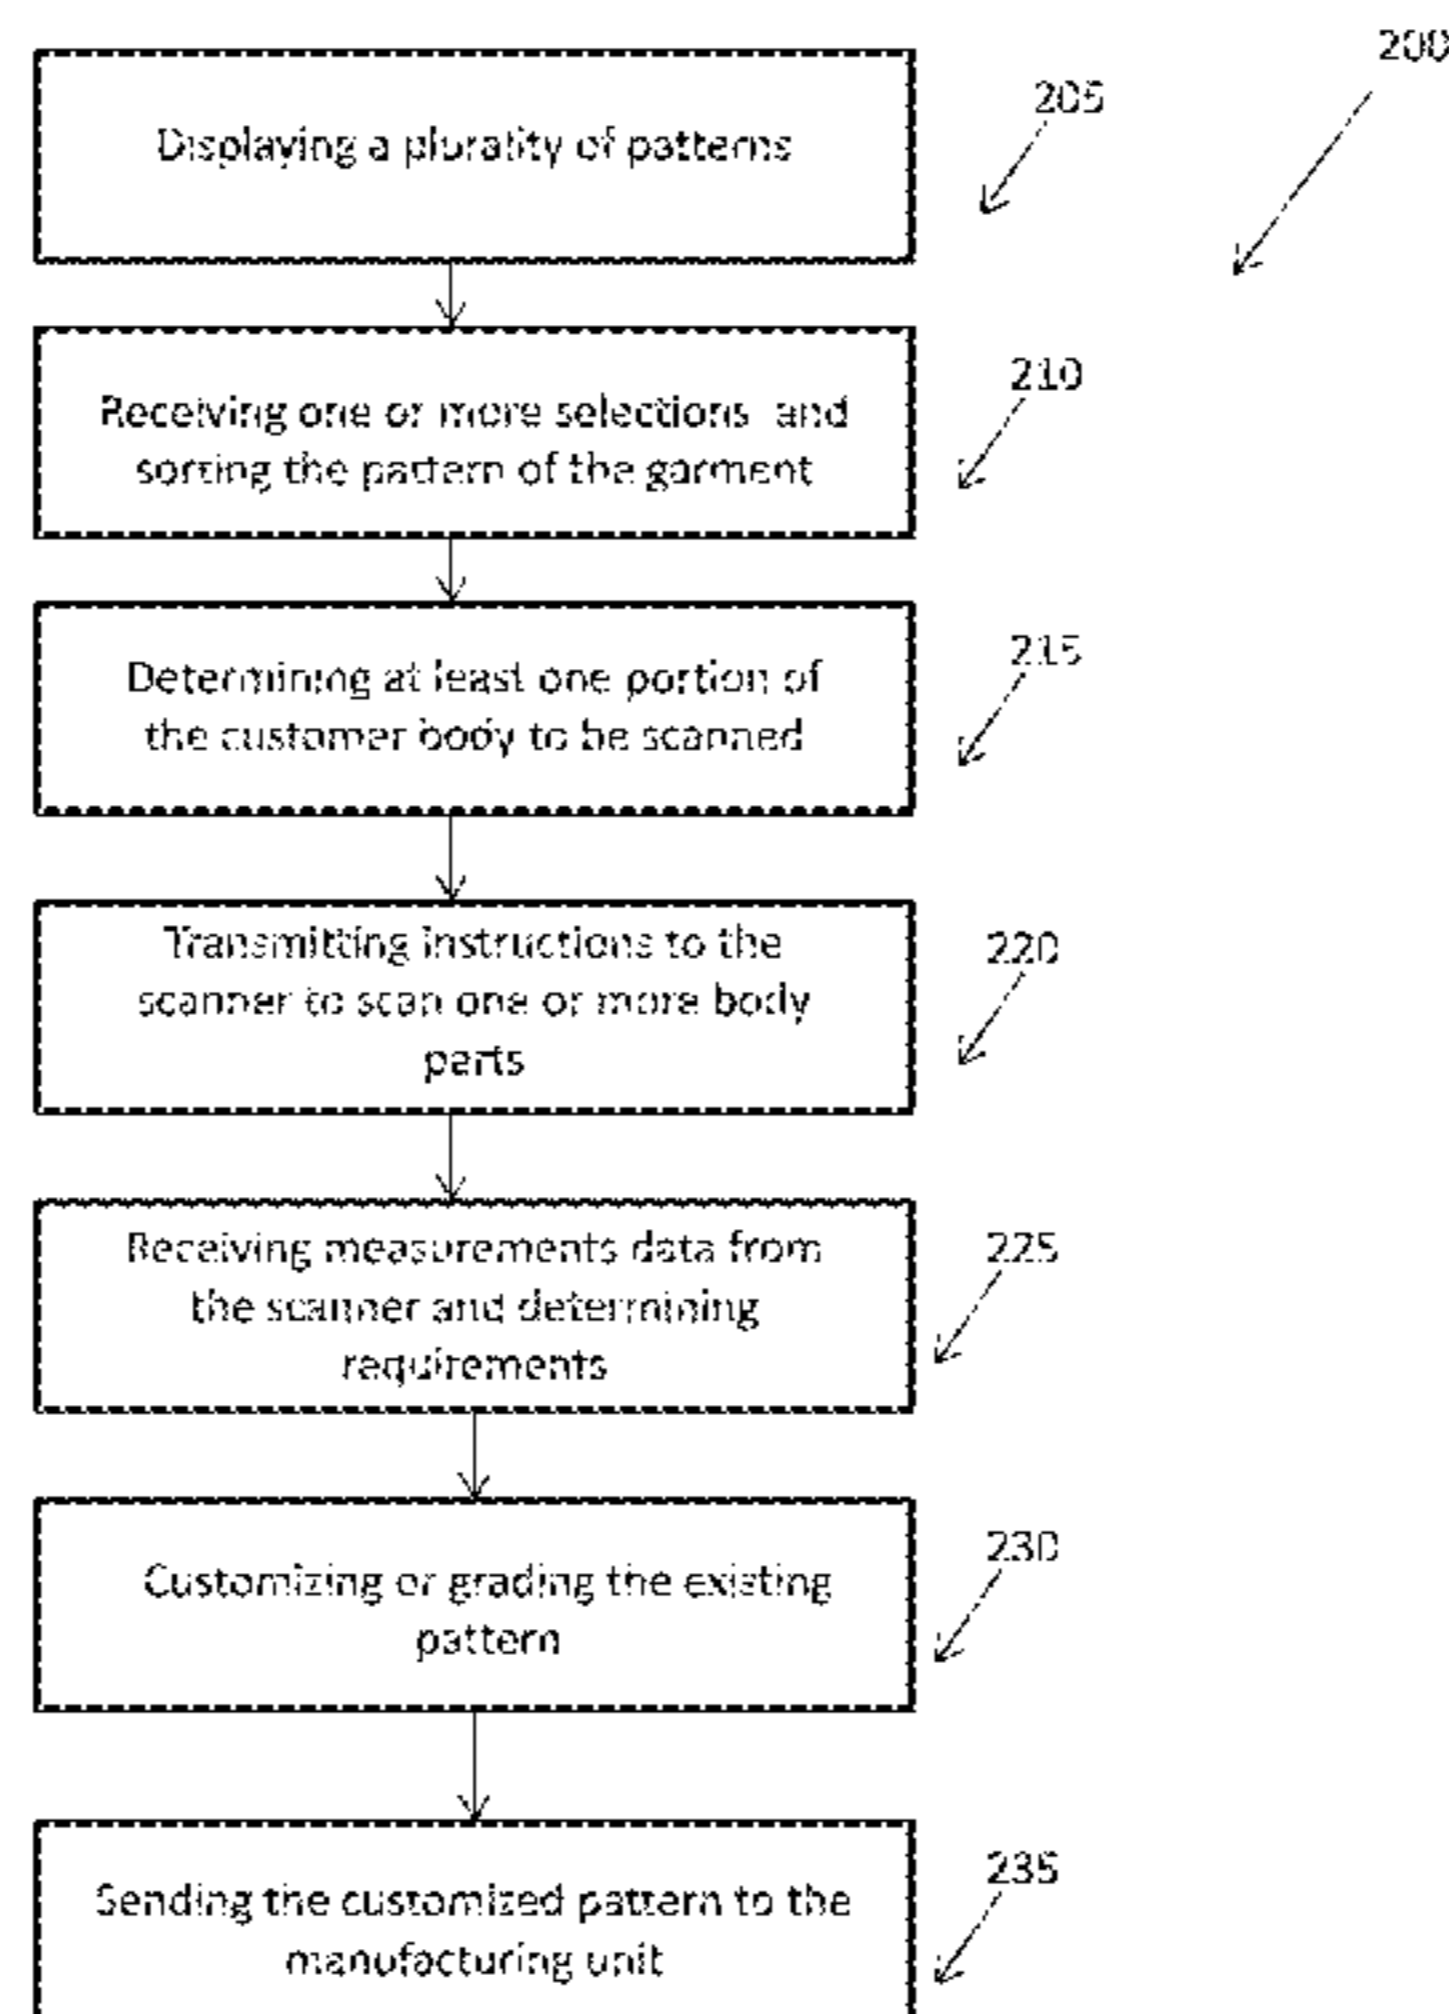 200
Displaying a plurality of patterns
205
Receiving one or more selections and
sorting the pattern of the garment
210
Determining at least one portion of
the customer body to be scanned
215
Transmitting instructions to the
scanner to scan one or more body
parts
220
Receiving measurements data from
the scanner and determining
requirements
225
Customizing or grading the existing
pattern
230
Sending the customized pattern to the
manufacturing unit
235